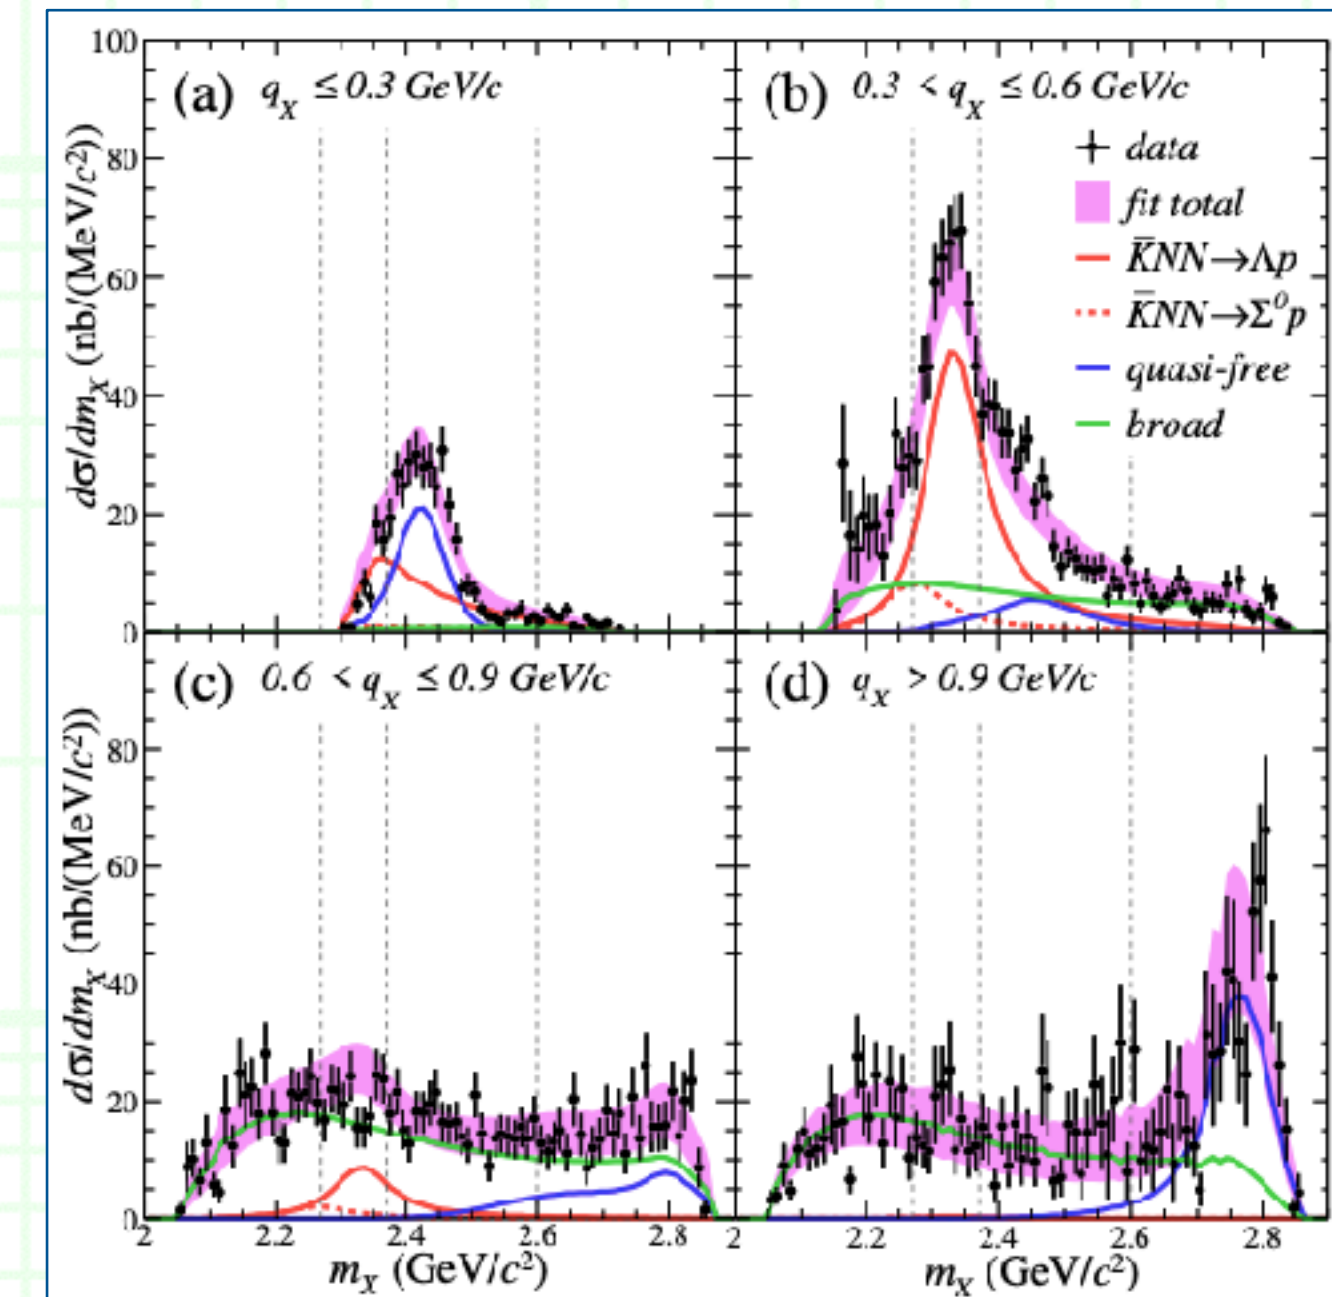 (a) q_X ≤ 0.3 GeV/c
(b) 0.3 < q_X ≤ 0.6 GeV/c
data
fit total
K̄NN→Λp
K̄NN→Σ⁰p
quasi-free
broad
100
80
60
40
20
0
dσ/dm_X (nb/(MeV/c²))
(c) 0.6 < q_X ≤ 0.9 GeV/c
(d) q_X > 0.9 GeV/c
80
60
40
20
0
dσ/dm_X (nb/(MeV/c²))
2 2.2 2.4 2.6 2.8 2 2.2 2.4 2.6 2.8
m_X (GeV/c²) m_X (GeV/c²)